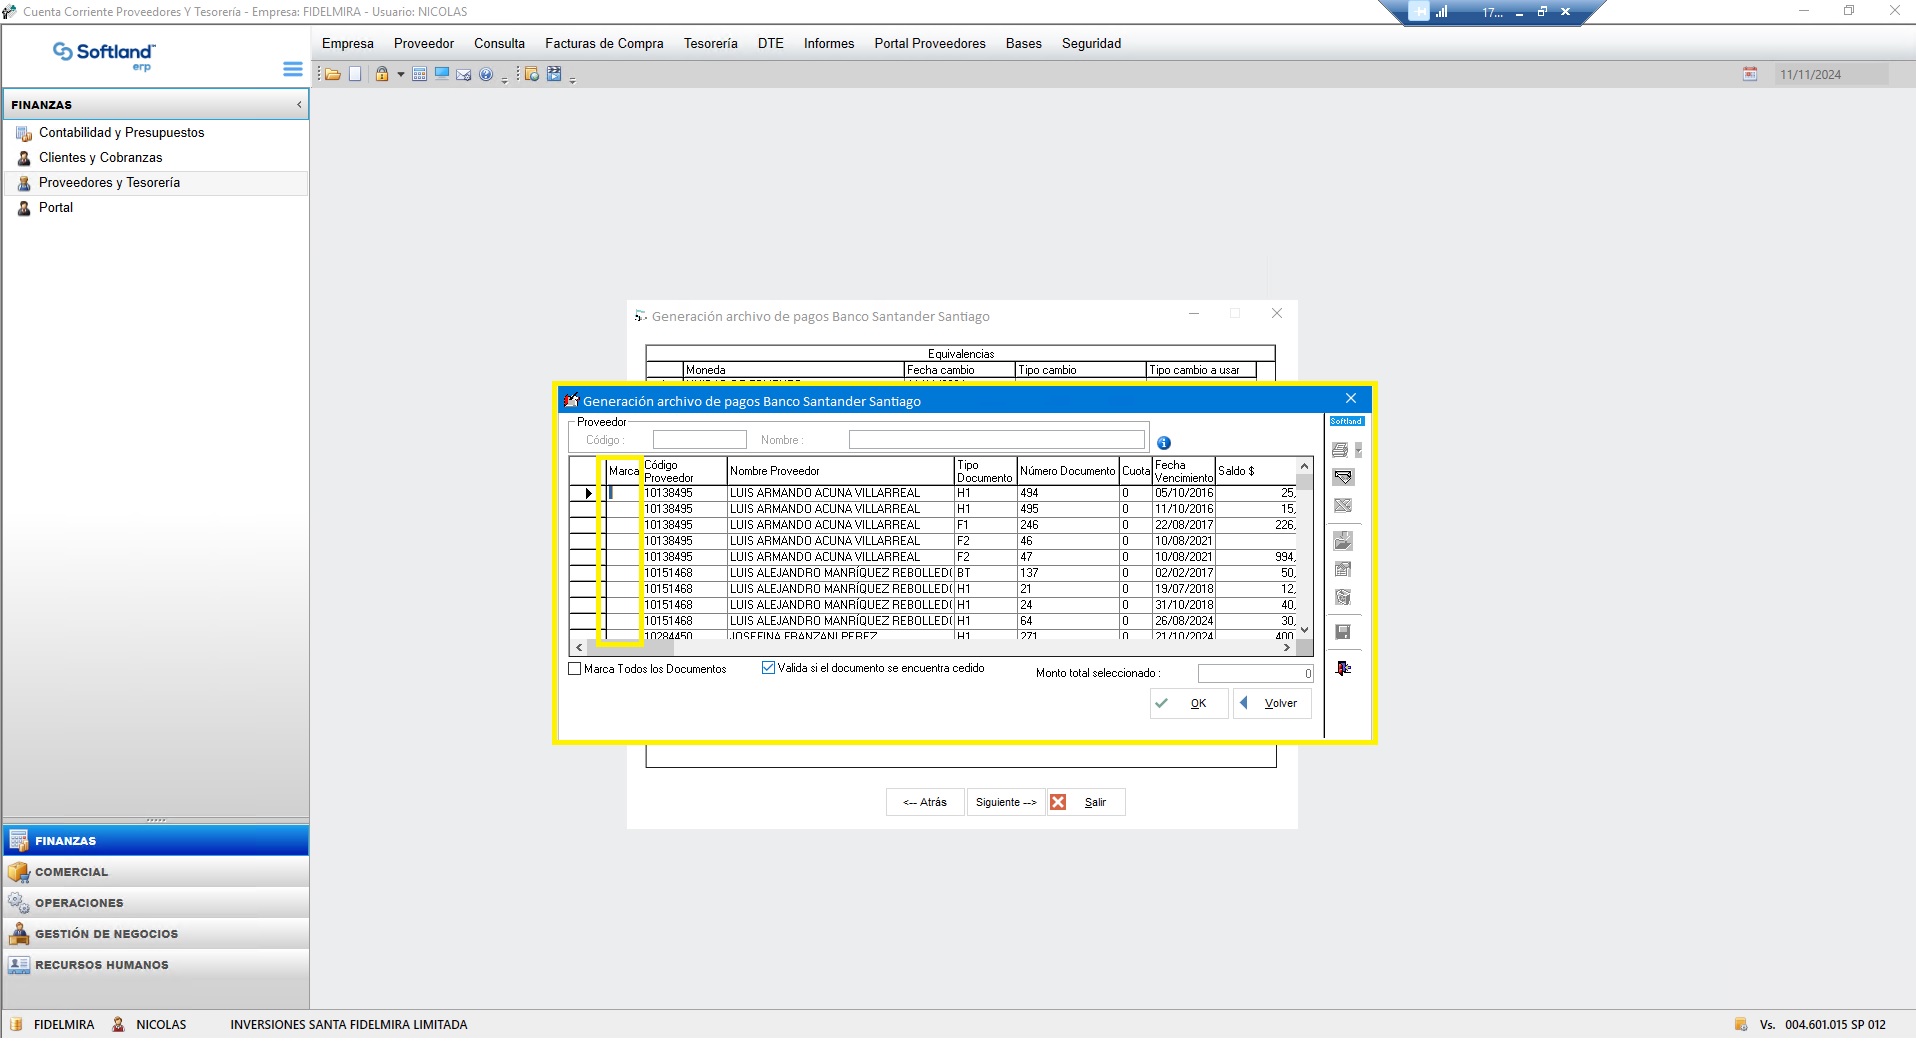 Cuenta Corriente Proveedores Y Tesorería - Empresa: FIDELMIRA - Usuario: NICOLAS
17...
Softland
erp
Empresa Proveedor Consulta Facturas de Compra Tesorería DTE Informes Portal Proveedores Bases Seguridad
11/11/2024
FINANZAS
Contabilidad y Presupuestos
Clientes y Cobranzas
Proveedores y Tesorería
Portal
Generación archivo de pagos Banco Santander Santiago
Equivalencias
Moneda Fecha cambio Tipo cambio Tipo cambio a usar
Generación archivo de pagos Banco Santander Santiago
Softland
Proveedor
Código : Nombre :
Marca Código Proveedor Nombre Proveedor Tipo Documento Número Documento Cuota Fecha Vencimiento Saldo $
10138495 LUIS ARMANDO ACUNA VILLARREAL H1 494 0 05/10/2016 25,
10138495 LUIS ARMANDO ACUNA VILLARREAL H1 495 0 11/10/2016 15,
10138495 LUIS ARMANDO ACUNA VILLARREAL F1 246 0 22/08/2017 226,
10138495 LUIS ARMANDO ACUNA VILLARREAL F2 46 0 10/08/2021
10138495 LUIS ARMANDO ACUNA VILLARREAL F2 47 0 10/08/2021 994,
10151468 LUIS ALEJANDRO MANRÍQUEZ REBOLLEDO BT 137 0 02/02/2017 50,
10151468 LUIS ALEJANDRO MANRÍQUEZ REBOLLEDO H1 21 0 19/07/2018 12,
10151468 LUIS ALEJANDRO MANRÍQUEZ REBOLLEDO H1 24 0 31/10/2018 40,
10151468 LUIS ALEJANDRO MANRÍQUEZ REBOLLEDO H1 64 0 26/08/2024 30,
10284450 JOSEFINA FRANZANI PEREZ H1 271 0 21/10/2024 400
Marca Todos los Documentos Valida si el documento se encuentra cedido Monto total seleccionado : 0
OK Volver
<-- Atrás Siguiente --> Salir
FINANZAS
COMERCIAL
OPERACIONES
GESTIÓN DE NEGOCIOS
RECURSOS HUMANOS
FIDELMIRA NICOLAS INVERSIONES SANTA FIDELMIRA LIMITADA Vs. 004.601.015 SP 012